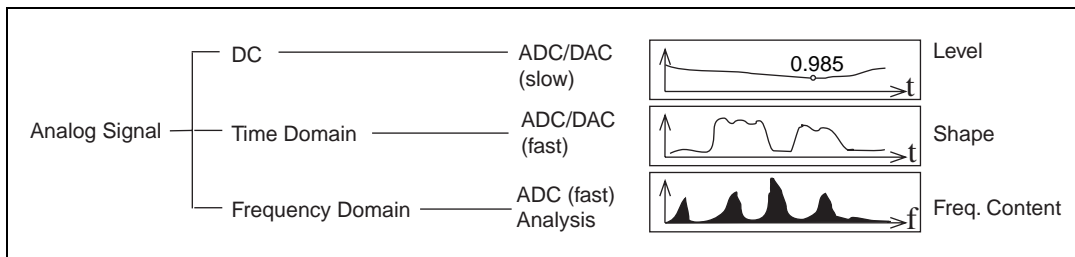 DC
ADC/DAC
(slow)
0.985
t
Level
Analog Signal
Time Domain
ADC/DAC
(fast)
t
Shape
Frequency Domain
ADC (fast)
Analysis
f
Freq. Content